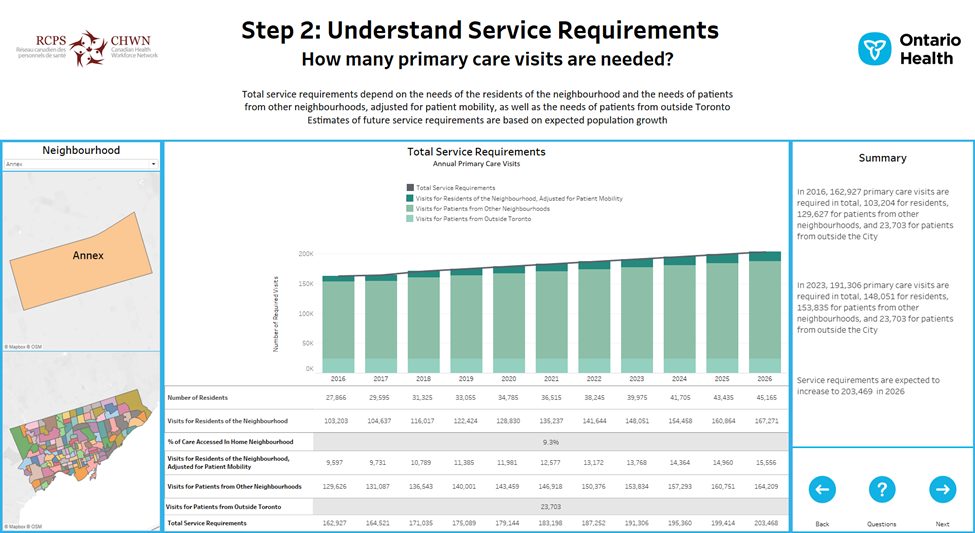 RCPS CHWN
Réseau canadien des personnels de santé
Canadian Health Workforce Network
Step 2: Understand Service Requirements
How many primary care visits are needed?
Ontario
Health
Total service requirements depend on the needs of the residents of the neighbourhood and the needs of patients
from other neighbourhoods, adjusted for patient mobility, as well as the needs of patients from outside Toronto
Estimates of future service requirements are based on expected population growth
Neighbourhood
Annex
Annex
© Mapbox © OSM
© Mapbox © OSM
Total Service Requirements
Annual Primary Care Visits
Total Service Requirements
Visits for Residents of the Neighbourhood, Adjusted for Patient Mobility
Visits for Patients from Other Neighbourhoods
Visits for Patients from Outside Toronto
Number of Required Visits
200K
150K
100K
50K
0K
2016 2017 2018 2019 2020 2021 2022 2023 2024 2025 2026
Number of Residents 27,866 29,595 31,325 33,055 34,785 36,515 38,245 39,975 41,705 43,435 45,165
Visits for Residents of the Neighbourhood 103,203 104,637 116,017 122,424 128,830 135,237 141,644 148,051 154,458 160,864 167,271
% of Care Accessed In Home Neighbourhood 9.3%
Visits for Residents of the Neighbourhood,
Adjusted for Patient Mobility 9,597 9,731 10,789 11,385 11,981 12,577 13,172 13,768 14,364 14,960 15,556
Visits for Patients from Other Neighbourhoods 129,626 131,087 136,543 140,001 143,459 146,918 150,376 153,834 157,293 160,751 164,209
Visits for Patients from Outside Toronto 23,703
Total Service Requirements 162,927 164,521 171,035 175,089 179,144 183,198 187,252 191,306 195,360 199,414 203,468
Summary
In 2016, 162,927 primary care visits are
required in total, 103,204 for residents,
129,627 for patients from other
neighbourhoods, and 23,703 for patients
from outside the City
In 2023, 191,306 primary care visits are
required in total, 148,051 for residents,
153,835 for patients from other
neighbourhoods, and 23,703 for patients
from outside the City
Service requirements are expected to
increase to 203,469 in 2026
?
Back Questions Next